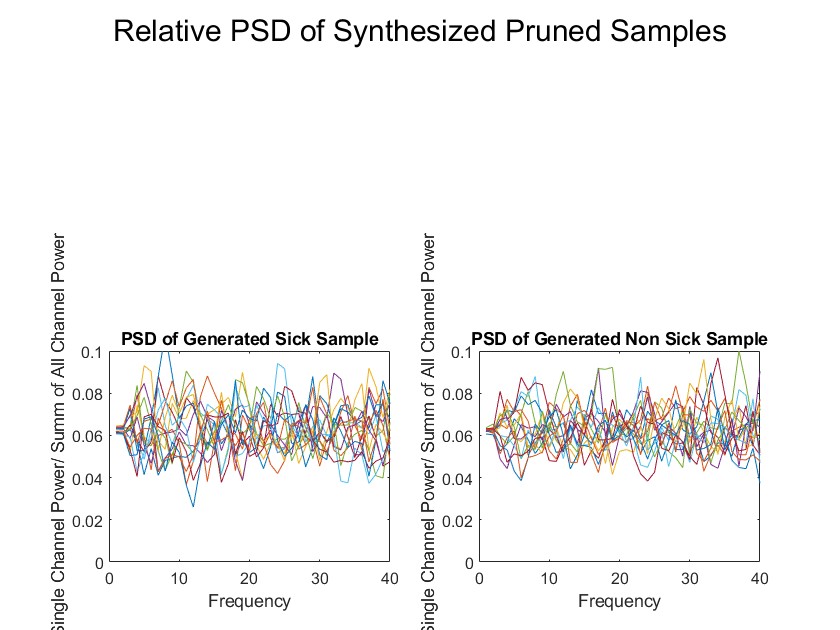 Relative PSD of Synthesized Pruned Samples
PSD of Generated Sick Sample
Single Channel Power/ Summ of All Channel Power
0.1
0.08
0.06
0.04
0.02
0
0 10 20 30 40
Frequency
PSD of Generated Non Sick Sample
Single Channel Power/ Summ of All Channel Power
0.1
0.08
0.06
0.04
0.02
0
0 10 20 30 40
Frequency